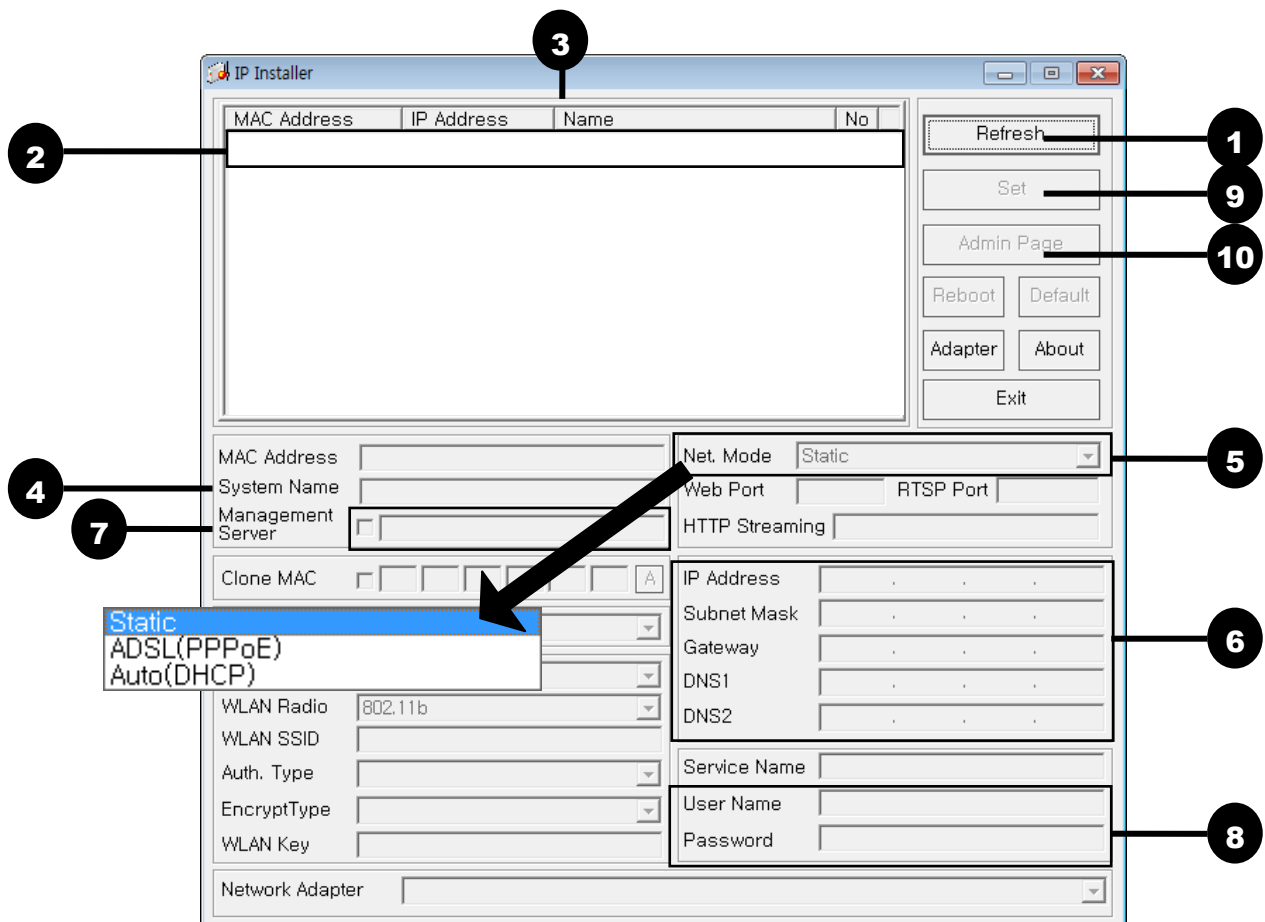 3
IP Installer
MAC Address IP Address Name No
2
Refresh
1
Set
9
Admin Page
10
Reboot Default
Adapter About
Exit
MAC Address
Net. Mode Static
5
4
System Name
Web Port RTSP Port
7
Management
Server
HTTP Streaming
Clone MAC A
IP Address
Static
ADSL(PPPoE)
Auto(DHCP)
Subnet Mask
Gateway
6
DNS1
WLAN Radio 802.11b
DNS2
WLAN SSID
Auth. Type
Service Name
EncryptType
User Name
WLAN Key
Password
8
Network Adapter